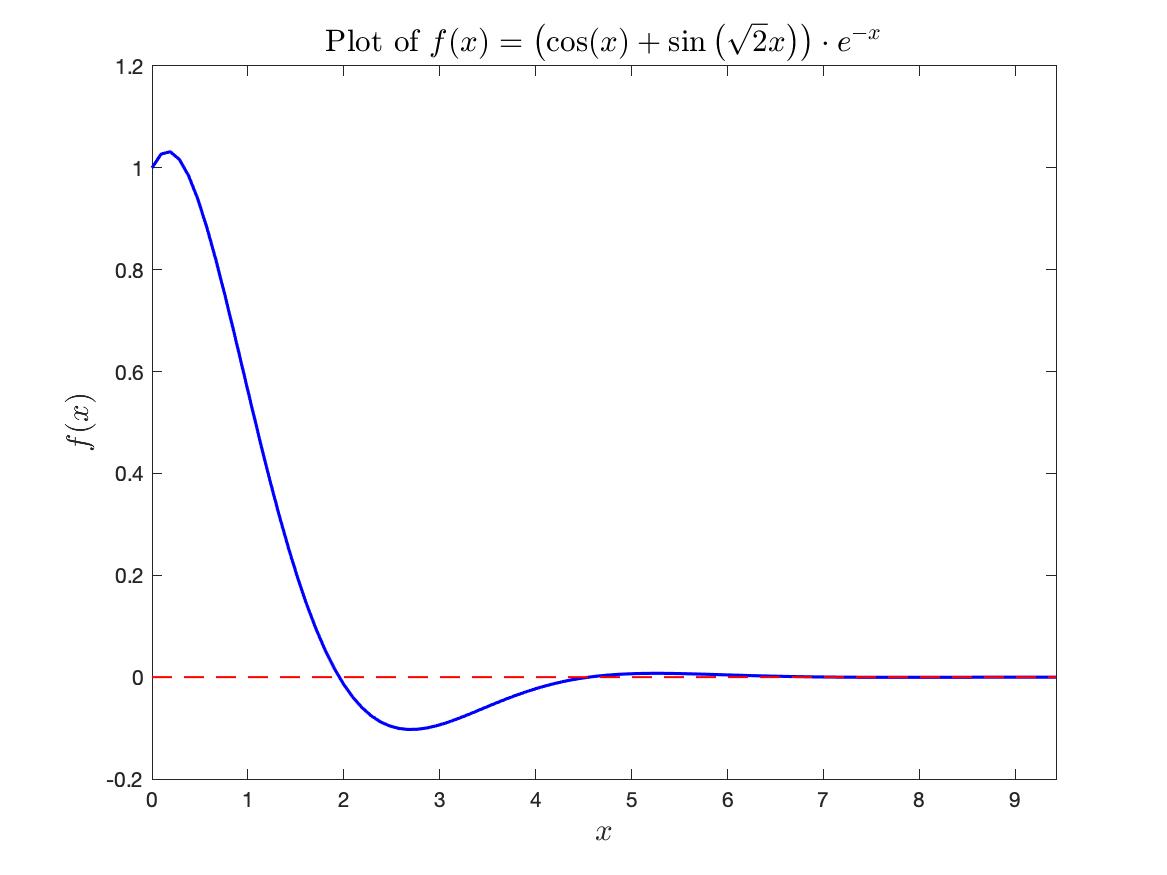 Plot of f(x) = (cos(x) + sin (√2x)) · e^{-x}
1.2
1
0.8
0.6
0.4
0.2
0
-0.2
f(x)
0 1 2 3 4 5 6 7 8 9
x